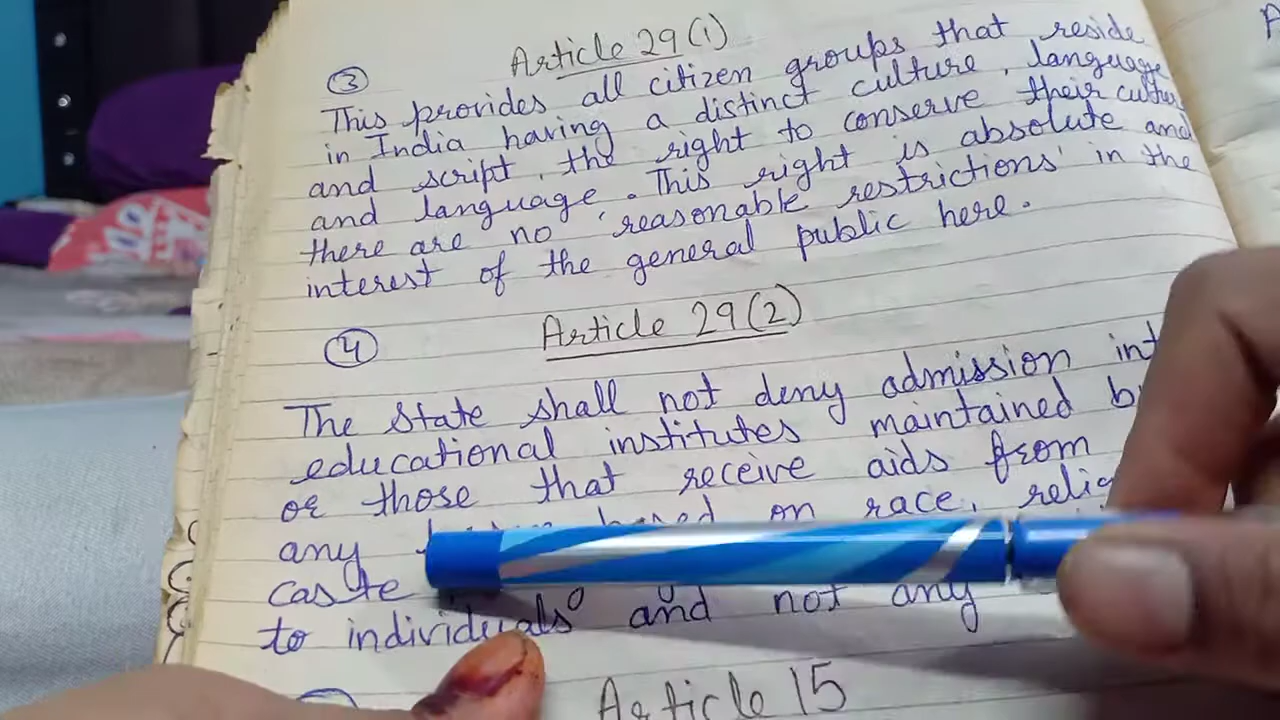 Article 29(1)
③
This provides all citizen groups that reside
in India having a distinct culture, language
and script, the right to conserve their
and language. This right is absolute and
there are no 'reasonable restrictions' in the
interest of the general public here.
④ Article 29(2)
The State shall not deny admission
educational institutes maintained
or those that receive aids from
any based on race,
caste
to individuals and not any
Article 15